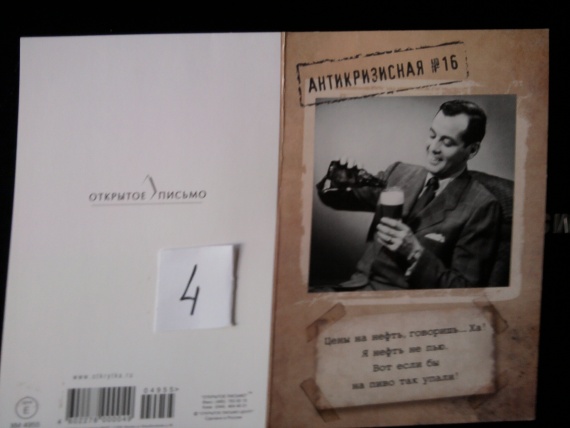 ОТКРЫТОЕ ПИСЬМО
4
www.otkrytka.ru
АНТИКРИЗИСНАЯ №16
Цены на нефть, говоришь... Ха!
Я нефть не пью.
Вот если бы
на пиво так упали!